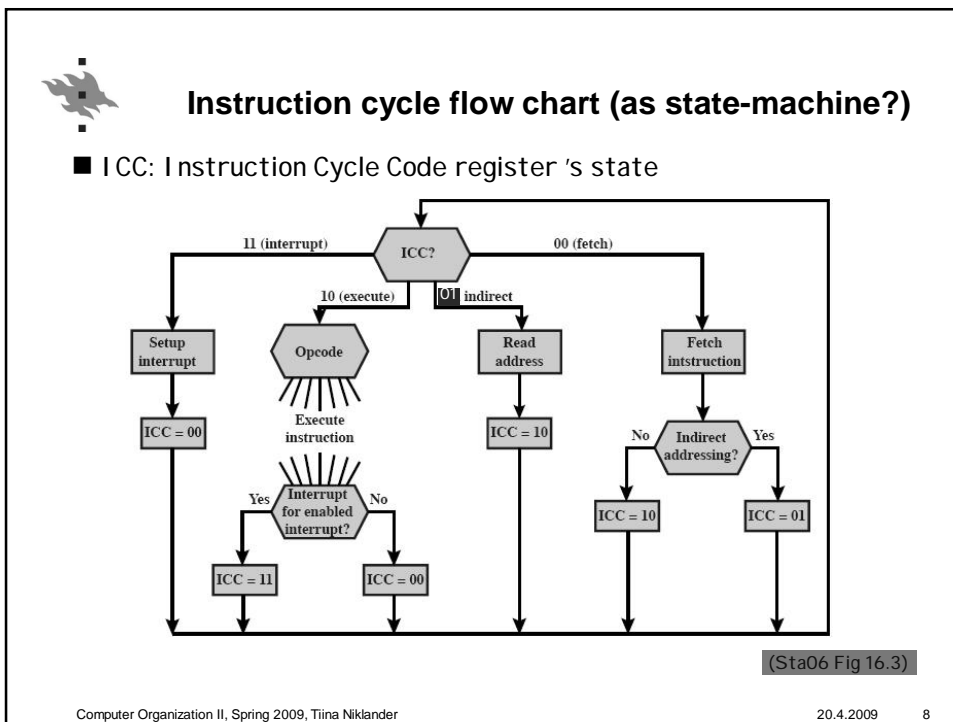 Instruction cycle flow chart (as state-machine?)
■ ICC: Instruction Cycle Code register 's state
11 (interrupt)
ICC?
00 (fetch)
10 (execute)
01 indirect
Setup
interrupt
Opcode
Read
address
Fetch
intstruction
ICC = 00
Execute
instruction
ICC = 10
No
Indirect
addressing?
Yes
Yes
Interrupt
for enabled
interrupt?
No
ICC = 10
ICC = 01
ICC = 11
ICC = 00
(Sta06 Fig 16.3)
Computer Organization II, Spring 2009, Tiina Niklander
20.4.2009
8